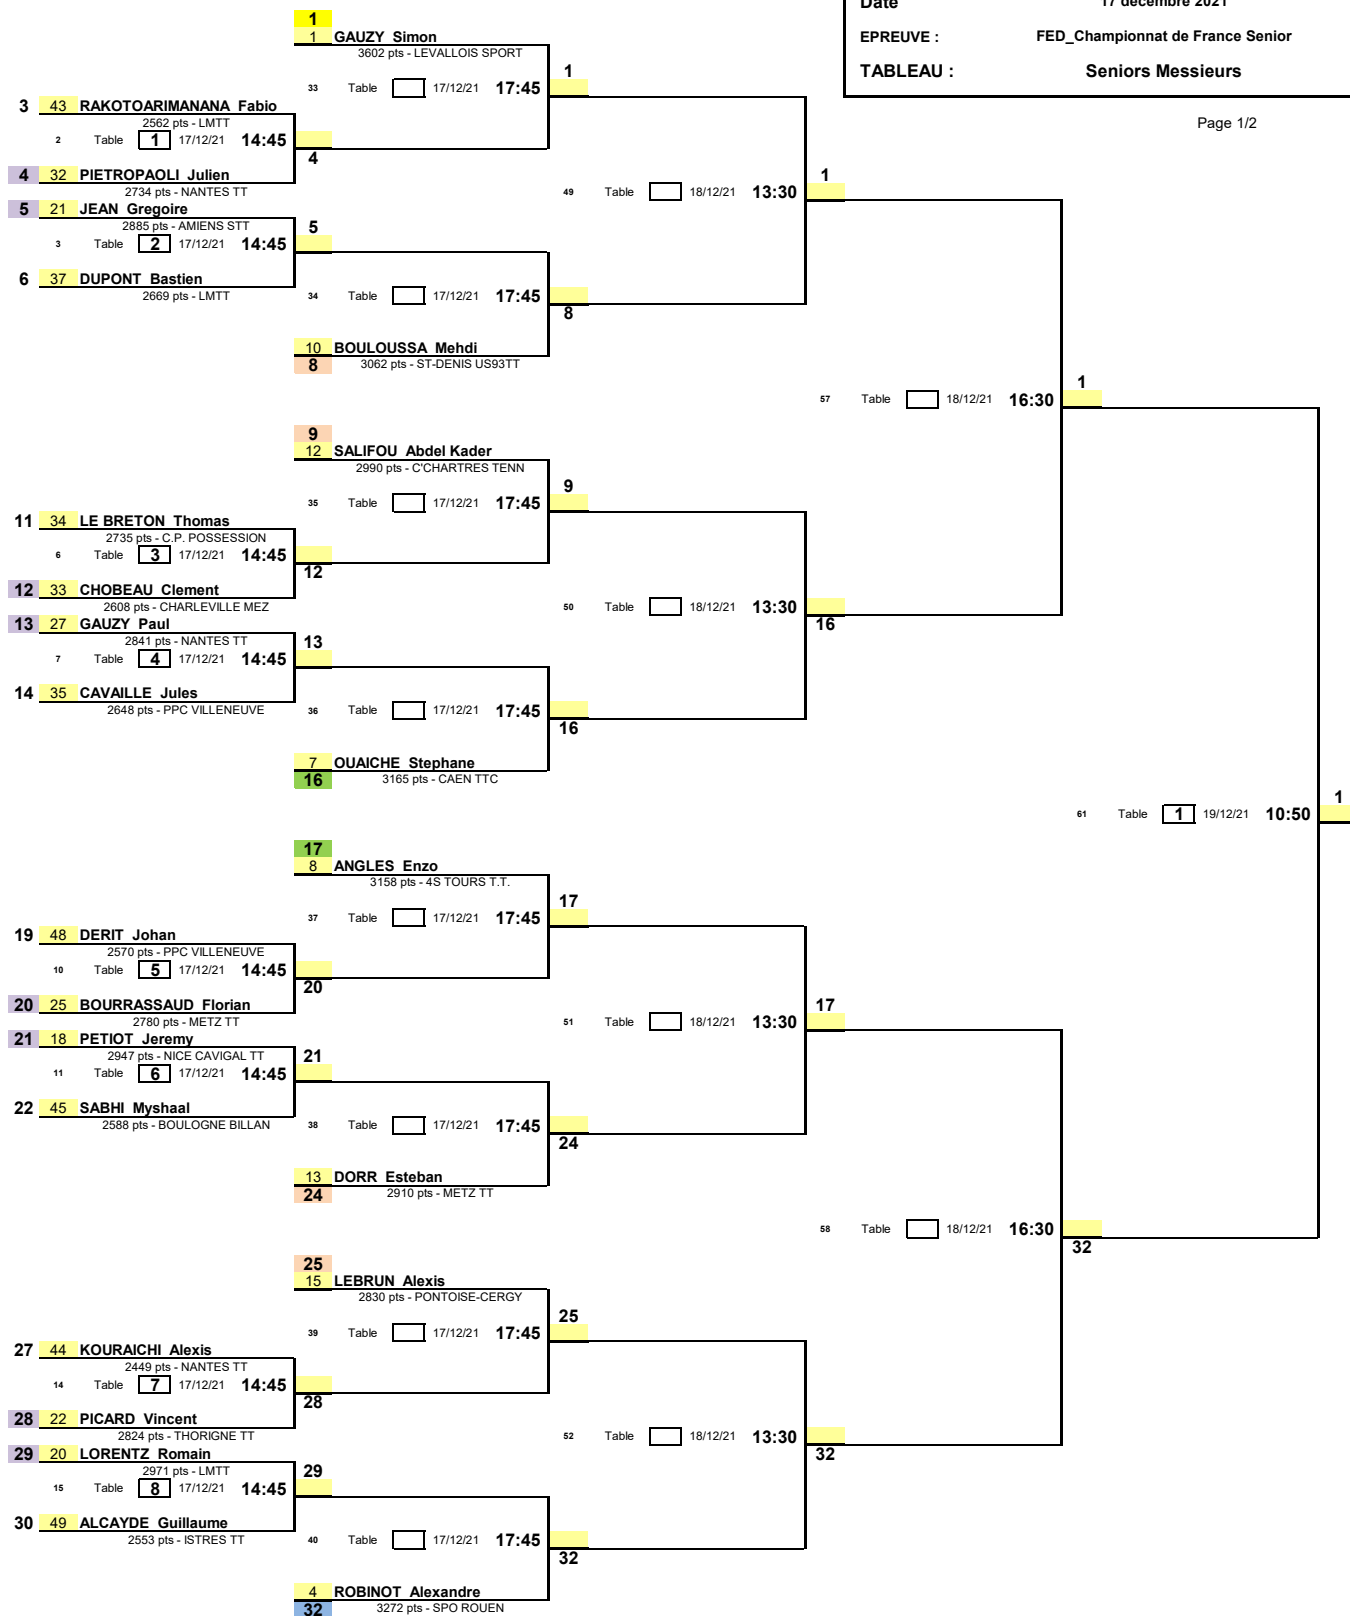 Date 17 décembre 2021
EPREUVE : FED_Championnat de France Senior
TABLEAU : Seniors Messieurs
Page 1/2
1
1 GAUZY Simon
3602 pts - LEVALLOIS SPORT
33 Table 17/12/21 17:45
1
3 43 RAKOTOARIMANANA Fabio
2562 pts - LMTT
2 Table 1 17/12/21 14:45
4
4 32 PIETROPAOLI Julien
2734 pts - NANTES TT
49 Table 18/12/21 13:30
1
5 21 JEAN Gregoire
2885 pts - AMIENS STT
5
3 Table 2 17/12/21 14:45
6 37 DUPONT Bastien
2669 pts - LMTT
34 Table 17/12/21 17:45
8
10 BOULOUSSA Mehdi
8
3062 pts - ST-DENIS US93TT
57 Table 18/12/21 16:30
1
9
12 SALIFOU Abdel Kader
2990 pts - C'CHARTRES TENN
35 Table 17/12/21 17:45
9
11 34 LE BRETON Thomas
2735 pts - C.P. POSSESSION
6 Table 3 17/12/21 14:45
12
12 33 CHOBEAU Clement
2608 pts - CHARLEVILLE MEZ
50 Table 18/12/21 13:30
16
13 27 GAUZY Paul
2841 pts - NANTES TT
13
7 Table 4 17/12/21 14:45
14 35 CAVAILLE Jules
2648 pts - PPC VILLENEUVE
36 Table 17/12/21 17:45
16
7 OUAICHE Stephane
16
3165 pts - CAEN TTC
61 Table 1 19/12/21 10:50
1
17
8 ANGLES Enzo
3158 pts - 4S TOURS T.T.
37 Table 17/12/21 17:45
17
19 48 DERIT Johan
2570 pts - PPC VILLENEUVE
10 Table 5 17/12/21 14:45
20
20 25 BOURRASSAUD Florian
2780 pts - METZ TT
51 Table 18/12/21 13:30
17
21 18 PETIOT Jeremy
2947 pts - NICE CAVIGAL TT
21
11 Table 6 17/12/21 14:45
22 45 SABHI Myshaal
2588 pts - BOULOGNE BILLAN
38 Table 17/12/21 17:45
24
13 DORR Esteban
24
2910 pts - METZ TT
58 Table 18/12/21 16:30
32
25
15 LEBRUN Alexis
2830 pts - PONTOISE-CERGY
39 Table 17/12/21 17:45
25
27 44 KOURAICHI Alexis
2449 pts - NANTES TT
14 Table 7 17/12/21 14:45
28
28 22 PICARD Vincent
2824 pts - THORIGNE TT
52 Table 18/12/21 13:30
32
29 20 LORENTZ Romain
2971 pts - LMTT
29
15 Table 8 17/12/21 14:45
30 49 ALCAYDE Guillaume
2553 pts - ISTRES TT
40 Table 17/12/21 17:45
32
4 ROBINOT Alexandre
32
3272 pts - SPO ROUEN